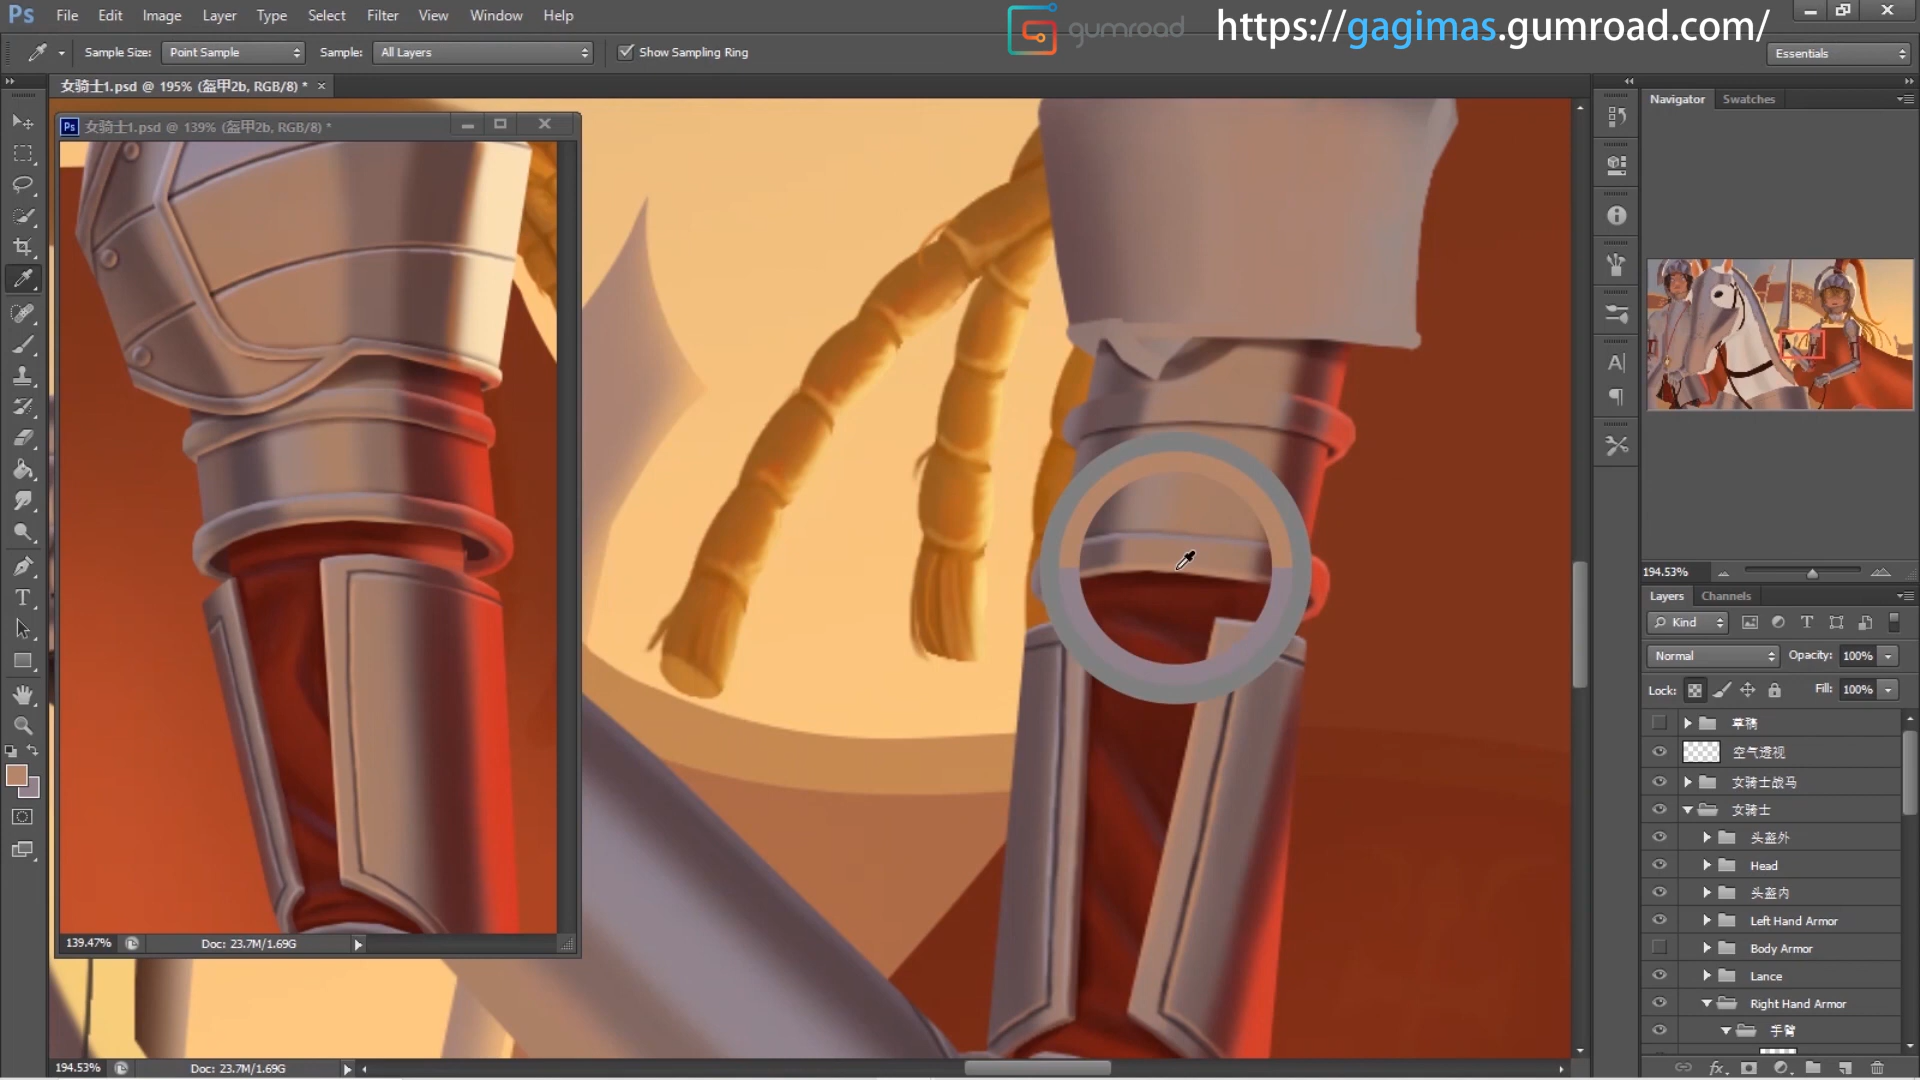 Ps File Edit Image Layer Type Select Filter View Window Help
gumroad https://gagimas.gumroad.com/
Sample Size: Point Sample Sample: All Layers Show Sampling Ring
Essentials
女骑士1.psd @ 195% (盔甲2b, RGB/8) * ×
Navigator Swatches
Ps 女骑士1.psd @ 139% (盔甲2b, RGB/8) *
194.53%
Layers Channels
Kind
Normal Opacity: 100%
Lock: Fill: 100%
草稿
空气透视
女骑士战马
女骑士
头盔外
Head
头盔内
Left Hand Armor
Body Armor
Lance
Right Hand Armor
手臂
139.47% Doc: 23.7M/1.69G
194.53% Doc: 23.7M/1.69G